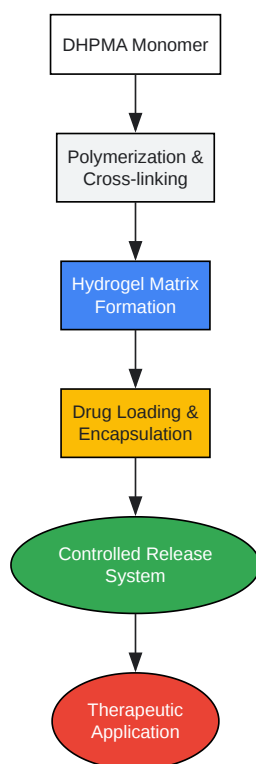 DHPMA Monomer
Polymerization &
Cross-linking
Hydrogel Matrix
Formation
Drug Loading &
Encapsulation
Controlled Release
System
Therapeutic
Application